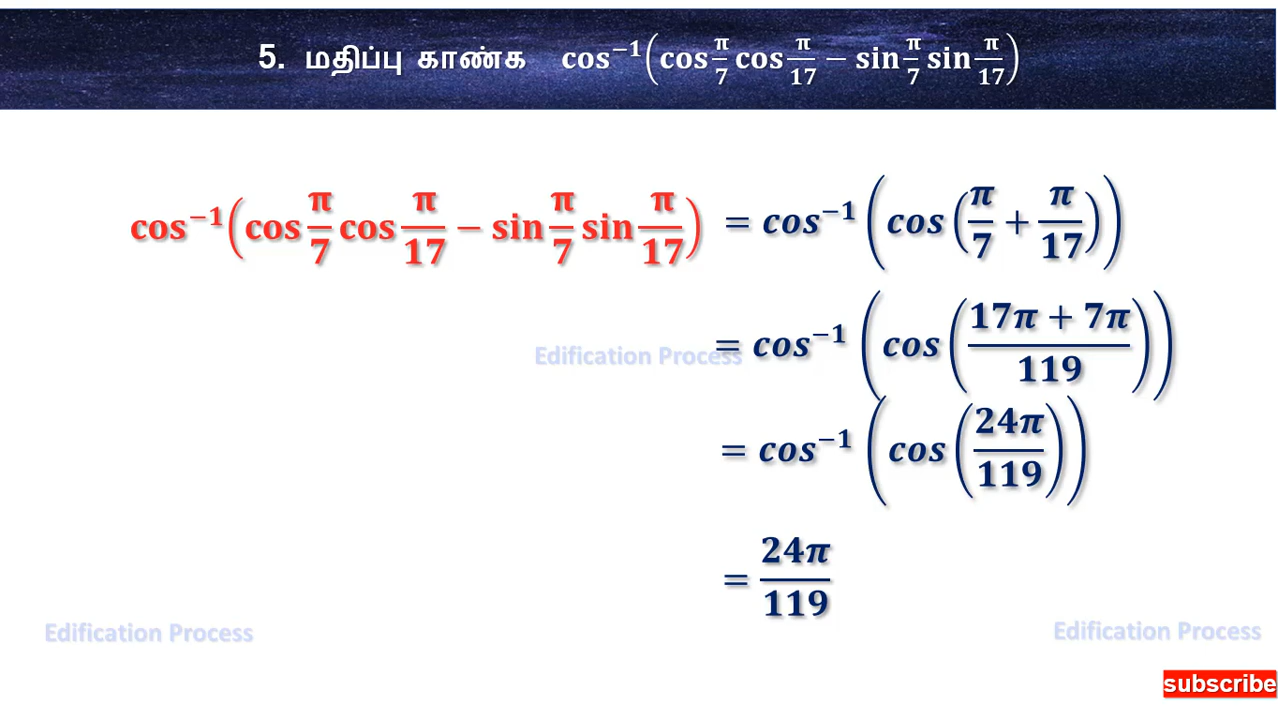 5. மதிப்பு காண்க cos⁻¹(cos π/7 cos π/17 − sin π/7 sin π/17)
cos⁻¹(cos π/7 cos π/17 − sin π/7 sin π/17) = cos⁻¹(cos(π/7 + π/17))
= cos⁻¹(cos((17π + 7π)/119))
Edification Process
= cos⁻¹(cos(24π/119))
= 24π/119
Edification Process
Edification Process
subscribe